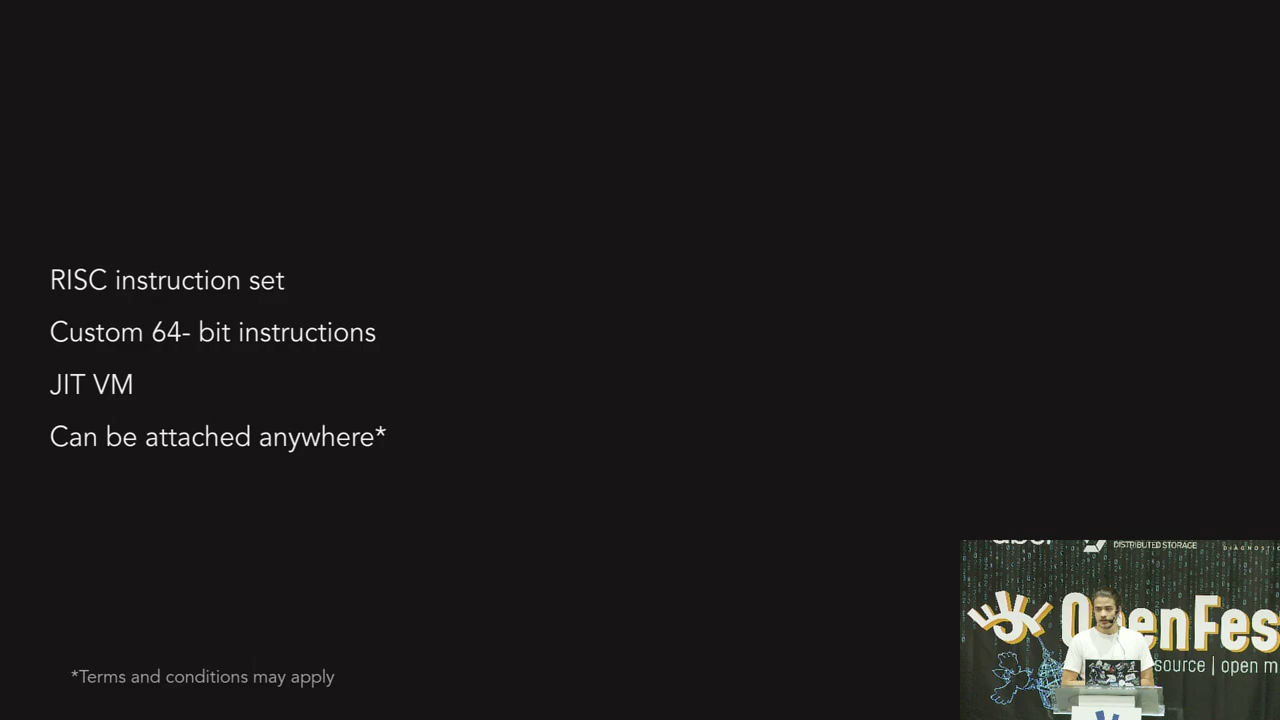 RISC instruction set
Custom 64- bit instructions
JIT VM
Can be attached anywhere*
*Terms and conditions may apply
DISTRIBUTED STORAGE
OpenFes
source | open m